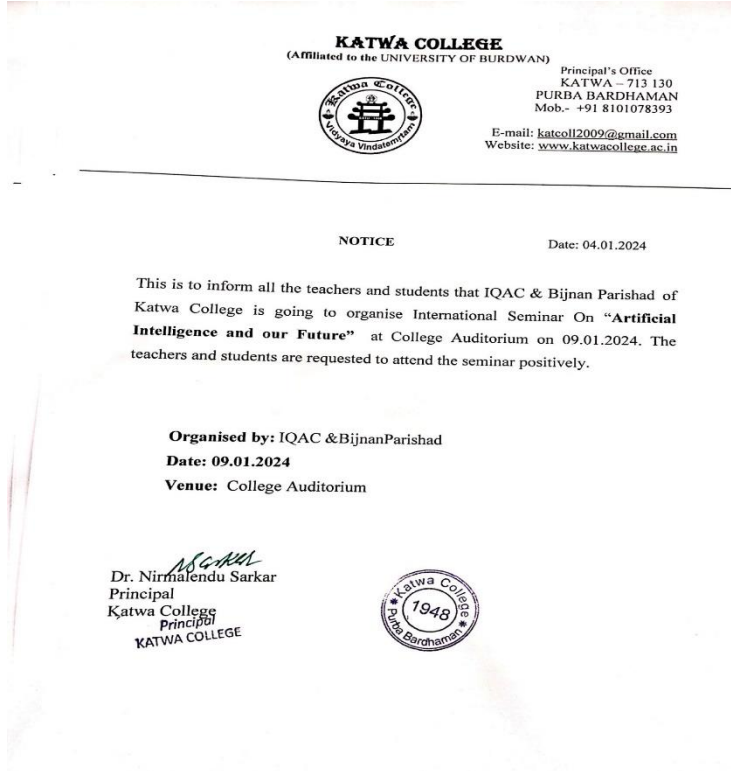 KATWA COLLEGE
(Affiliated to the UNIVERSITY OF BURDWAN)
Principal's Office
KATWA – 713 130
PURBA BARDHAMAN
Mob.- +91 8101078393
Katwa College
Vidyaya Vindatemrtam
E-mail: katcoll2009@gmail.com
Website: www.katwacollege.ac.in
NOTICE
Date: 04.01.2024
This is to inform all the teachers and students that IQAC & Bijnan Parishad of
Katwa College is going to organise International Seminar On “Artificial
Intelligence and our Future” at College Auditorium on 09.01.2024. The
teachers and students are requested to attend the seminar positively.
Organised by: IQAC &BijnanParishad
Date: 09.01.2024
Venue: College Auditorium
NSarker
Dr. Nirmalendu Sarkar
Principal
Katwa College
Principal
KATWA COLLEGE
Katwa College
1948
Purba Bardhaman